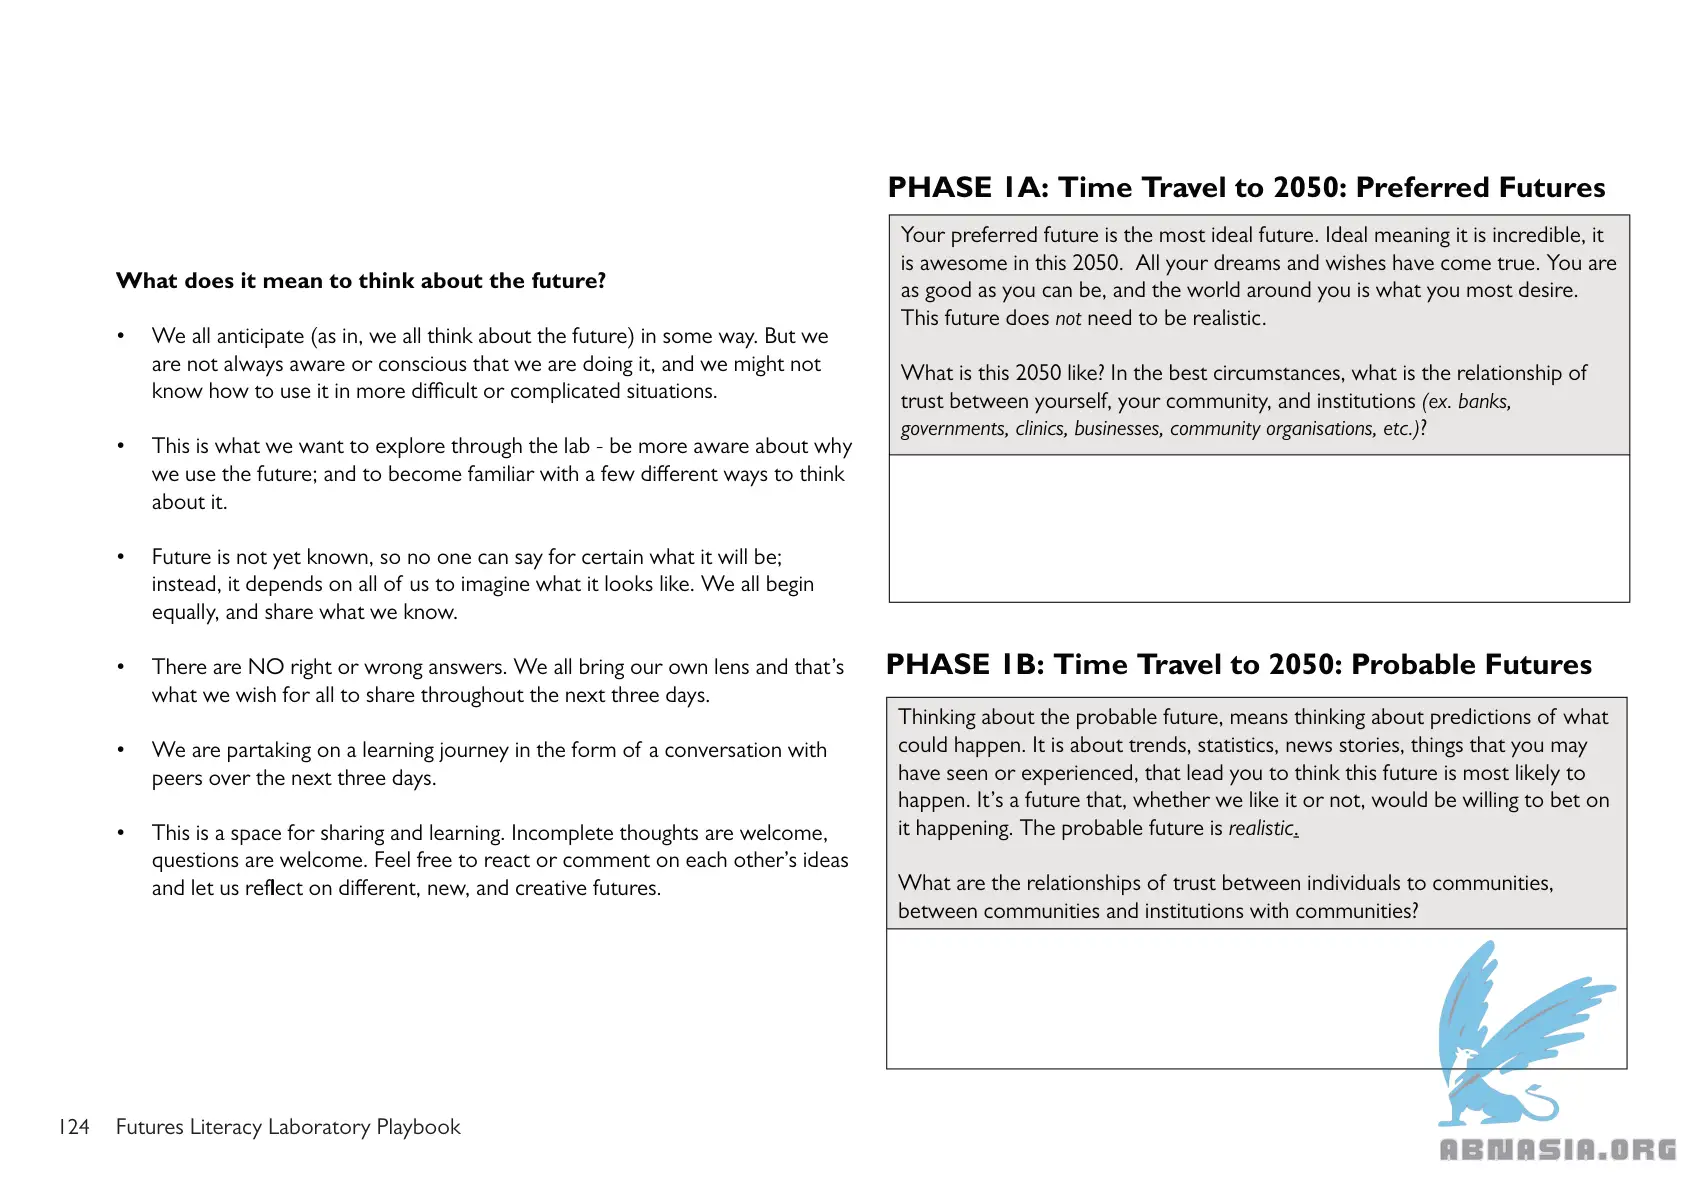 What does it mean to think about the future?
• We all anticipate (as in, we all think about the future) in some way. But we
are not always aware or conscious that we are doing it, and we might not
know how to use it in more difficult or complicated situations.
• This is what we want to explore through the lab - be more aware about why
we use the future; and to become familiar with a few different ways to think
about it.
• Future is not yet known, so no one can say for certain what it will be;
instead, it depends on all of us to imagine what it looks like. We all begin
equally, and share what we know.
• There are NO right or wrong answers. We all bring our own lens and that’s
what we wish for all to share throughout the next three days.
• We are partaking on a learning journey in the form of a conversation with
peers over the next three days.
• This is a space for sharing and learning. Incomplete thoughts are welcome,
questions are welcome. Feel free to react or comment on each other’s ideas
and let us reflect on different, new, and creative futures.
PHASE 1A: Time Travel to 2050: Preferred Futures
Your preferred future is the most ideal future. Ideal meaning it is incredible, it
is awesome in this 2050.  All your dreams and wishes have come true. You are
as good as you can be, and the world around you is what you most desire.
This future does not need to be realistic.
What is this 2050 like? In the best circumstances, what is the relationship of
trust between yourself, your community, and institutions (ex. banks,
governments, clinics, businesses, community organisations, etc.)?
PHASE 1B: Time Travel to 2050: Probable Futures
Thinking about the probable future, means thinking about predictions of what
could happen. It is about trends, statistics, news stories, things that you may
have seen or experienced, that lead you to think this future is most likely to
happen. It’s a future that, whether we like it or not, would be willing to bet on
it happening. The probable future is realistic.
What are the relationships of trust between individuals to communities,
between communities and institutions with communities?
124 Futures Literacy Laboratory Playbook
ABNASIA.ORG